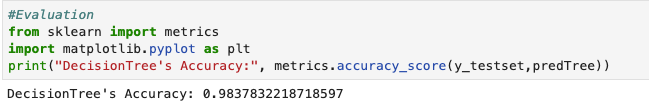 #Evaluation
from sklearn import metrics
import matplotlib.pyplot as plt
print("DecisionTree's Accuracy:", metrics.accuracy_score(y_testset,predTree))
DecisionTree's Accuracy: 0.9837832218718597